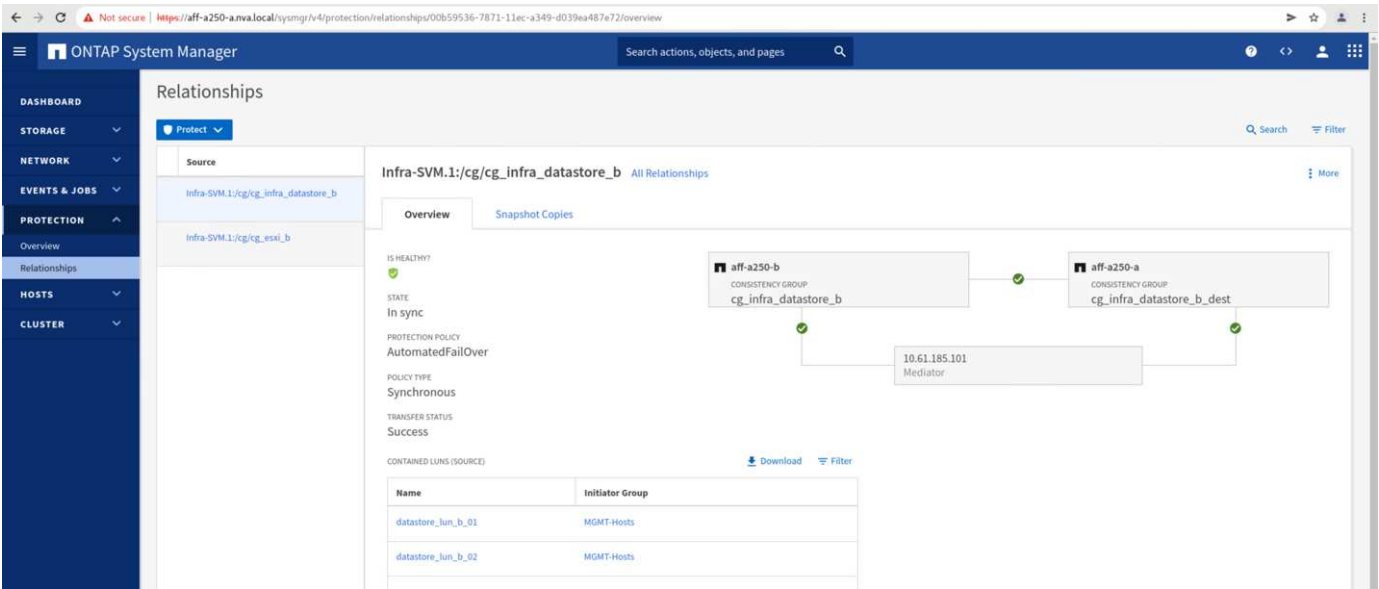 Not secure | https://aff-a250-a.nva.local/sysmgr/v4/protection/relationships/00b59536-7871-11ec-a349-d039ea487e72/overview
ONTAP System Manager
Search actions, objects, and pages
DASHBOARD
STORAGE
NETWORK
EVENTS & JOBS
PROTECTION
Overview
Relationships
HOSTS
CLUSTER
Relationships
Protect
Search
Filter
Source
Infra-SVM.1:/cg/cg_infra_datastore_b
Infra-SVM.1:/cg/cg_esxi_b
Infra-SVM.1:/cg/cg_infra_datastore_b All Relationships
More
Overview
Snapshot Copies
IS HEALTHY?
STATE
In sync
PROTECTION POLICY
AutomatedFailOver
POLICY TYPE
Synchronous
TRANSFER STATUS
Success
aff-a250-b
CONSISTENCY GROUP
cg_infra_datastore_b
aff-a250-a
CONSISTENCY GROUP
cg_infra_datastore_b_dest
10.61.185.101
Mediator
CONTAINED LUNS (SOURCE)
Download
Filter
Name Initiator Group
datastore_lun_b_01 MGMT-Hosts
datastore_lun_b_02 MGMT-Hosts